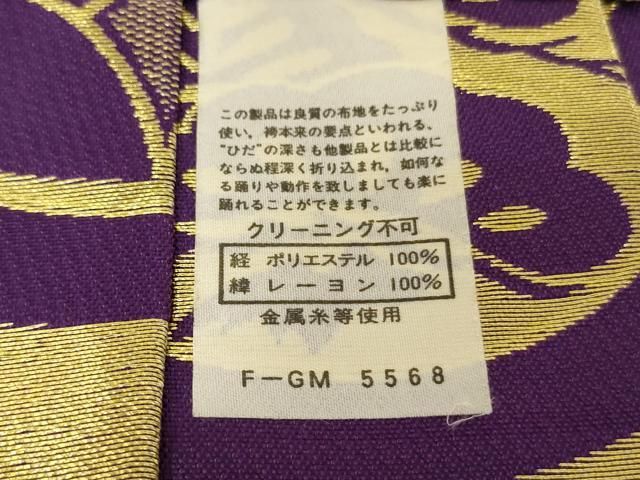 この製品は良質の布地をたっぷり
使い。袴本来の要点といわれる、
"ひだ"の深さも他製品とは比較に
ならぬ程深く折り込まれ，如何な
る踊りや動作を致しましても楽に
踊れることができます。
クリーニング不可
経 ポリエステル 100%
緯 レーヨン 100%
金属糸等使用
F-GM 5568